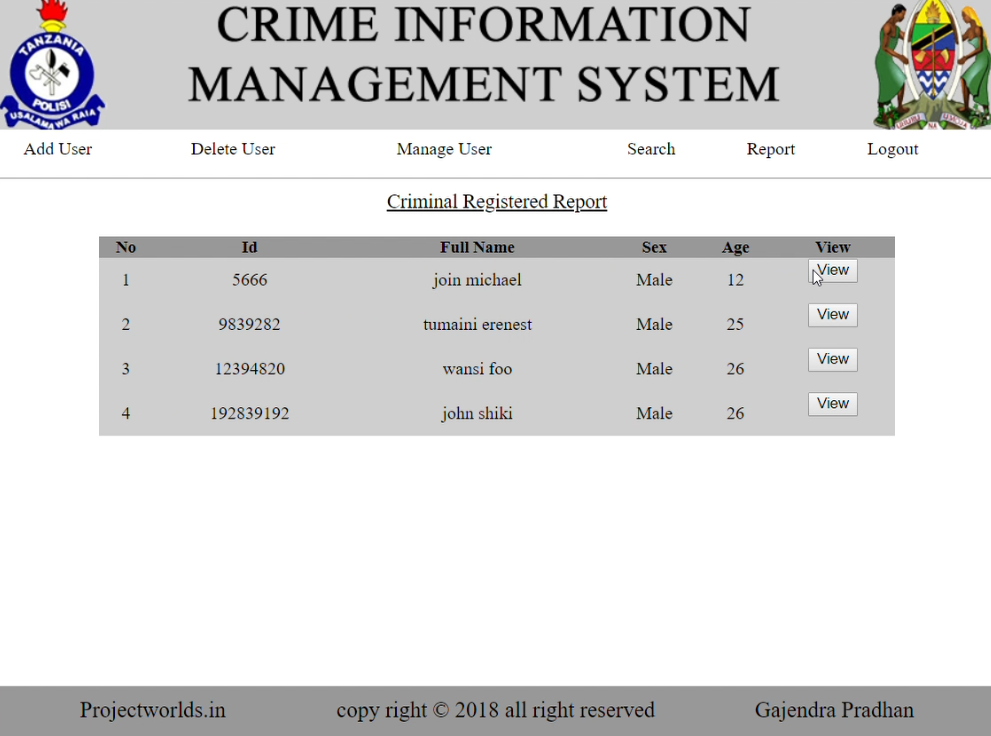 CRIME INFORMATION
MANAGEMENT SYSTEM
TANZANIA
POLISI
USALAMA WA RAIA
Add User Delete User Manage User Search Report Logout
Criminal Registered Report
No Id Full Name Sex Age View
1 5666 join michael Male 12 View
2 9839282 tumaini erenest Male 25 View
3 12394820 wansi foo Male 26 View
4 192839192 john shiki Male 26 View
Projectworlds.in copy right © 2018 all right reserved Gajendra Pradhan